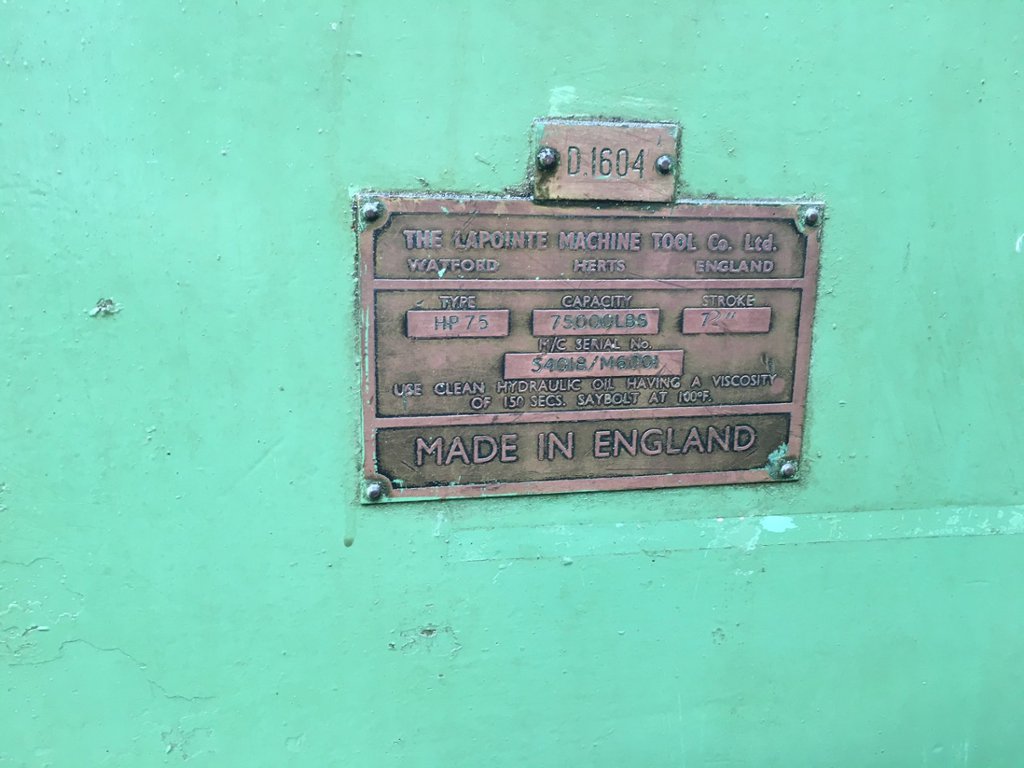 D.1604
THE LAPOINTE MACHINE TOOL Co. Ltd.
WATFORD HERTS ENGLAND
TYPE CAPACITY STROKE
HP 75 75000LBS 72"
M/C SERIAL No.
USE CLEAN HYDRAULIC OIL HAVING A VISCOSITY
OF 150 SECS. SAYBOLT AT 100°F.
MADE IN ENGLAND